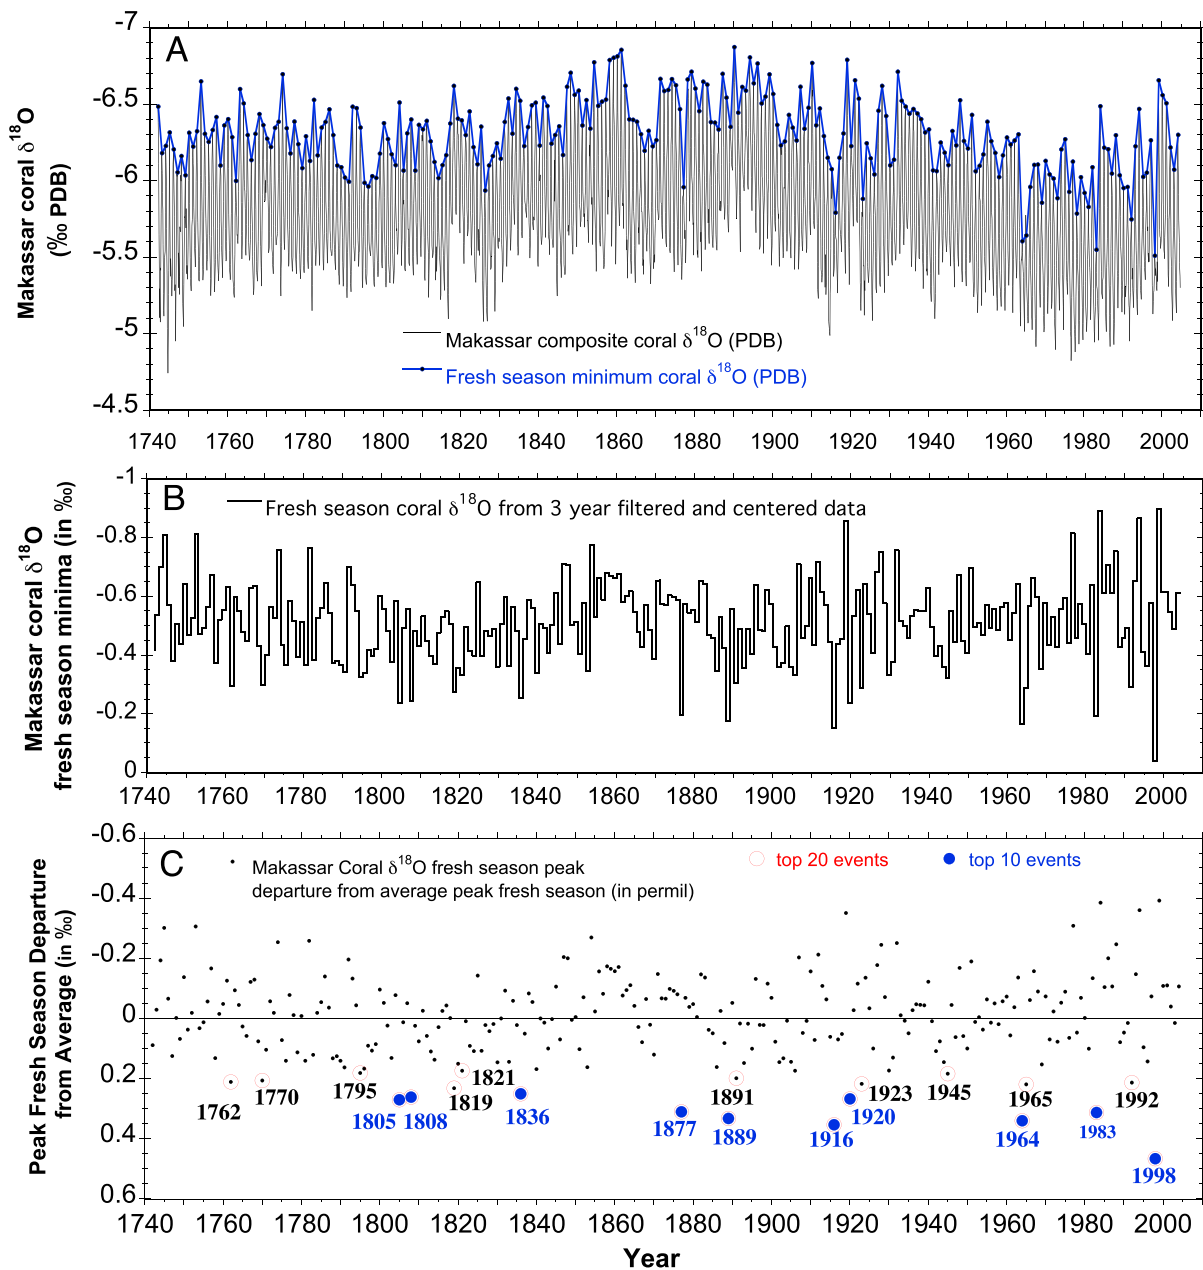 A
Makassar coral δ18O
(‰ PDB)
-7
-6.5
-6
-5.5
-5
-4.5
Makassar composite coral δ18O (PDB)
Fresh season minimum coral δ18O (PDB)
1740 1760 1780 1800 1820 1840 1860 1880 1900 1920 1940 1960 1980 2000
B
Makassar coral δ18O
fresh season minima (in ‰)
-1
-0.8
-0.6
-0.4
-0.2
0
Fresh season coral δ18O from 3 year filtered and centered data
1740 1760 1780 1800 1820 1840 1860 1880 1900 1920 1940 1960 1980 2000
C
Peak Fresh Season Departure
from Average (in ‰)
-0.6
-0.4
-0.2
0
0.2
0.4
0.6
Makassar Coral δ18O fresh season peak
departure from average peak fresh season (in permil)
top 20 events
top 10 events
1762
1770
1795
1805
1808
1819
1821
1836
1877
1889
1891
1916
1920
1923
1945
1964
1965
1983
1992
1998
1740 1760 1780 1800 1820 1840 1860 1880 1900 1920 1940 1960 1980 2000
Year